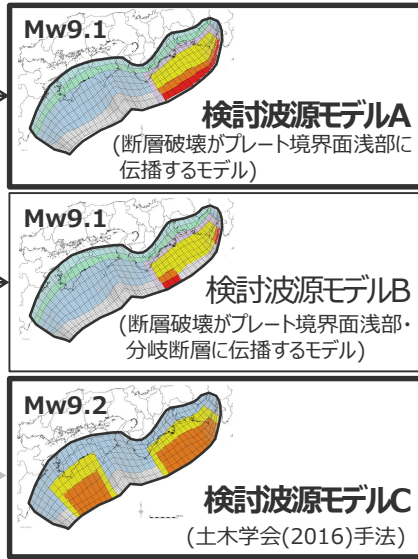 Mw9.1
検討波源モデルA
(断層破壊がプレート境界面浅部に
伝播するモデル)
Mw9.1
検討波源モデルB
(断層破壊がプレート境界面浅部・
分岐断層に伝播するモデル)
Mw9.2
検討波源モデルC
(土木学会(2016)手法)